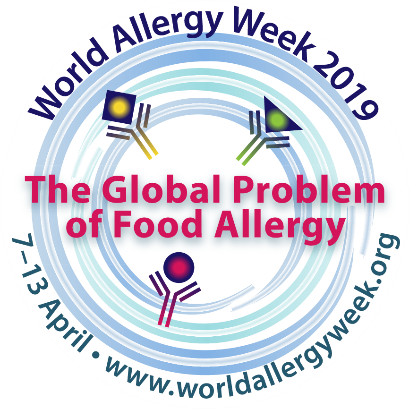 World Allergy Week 2019
The Global Problem
of Food Allergy
7–13 April • www.worldallergyweek.org